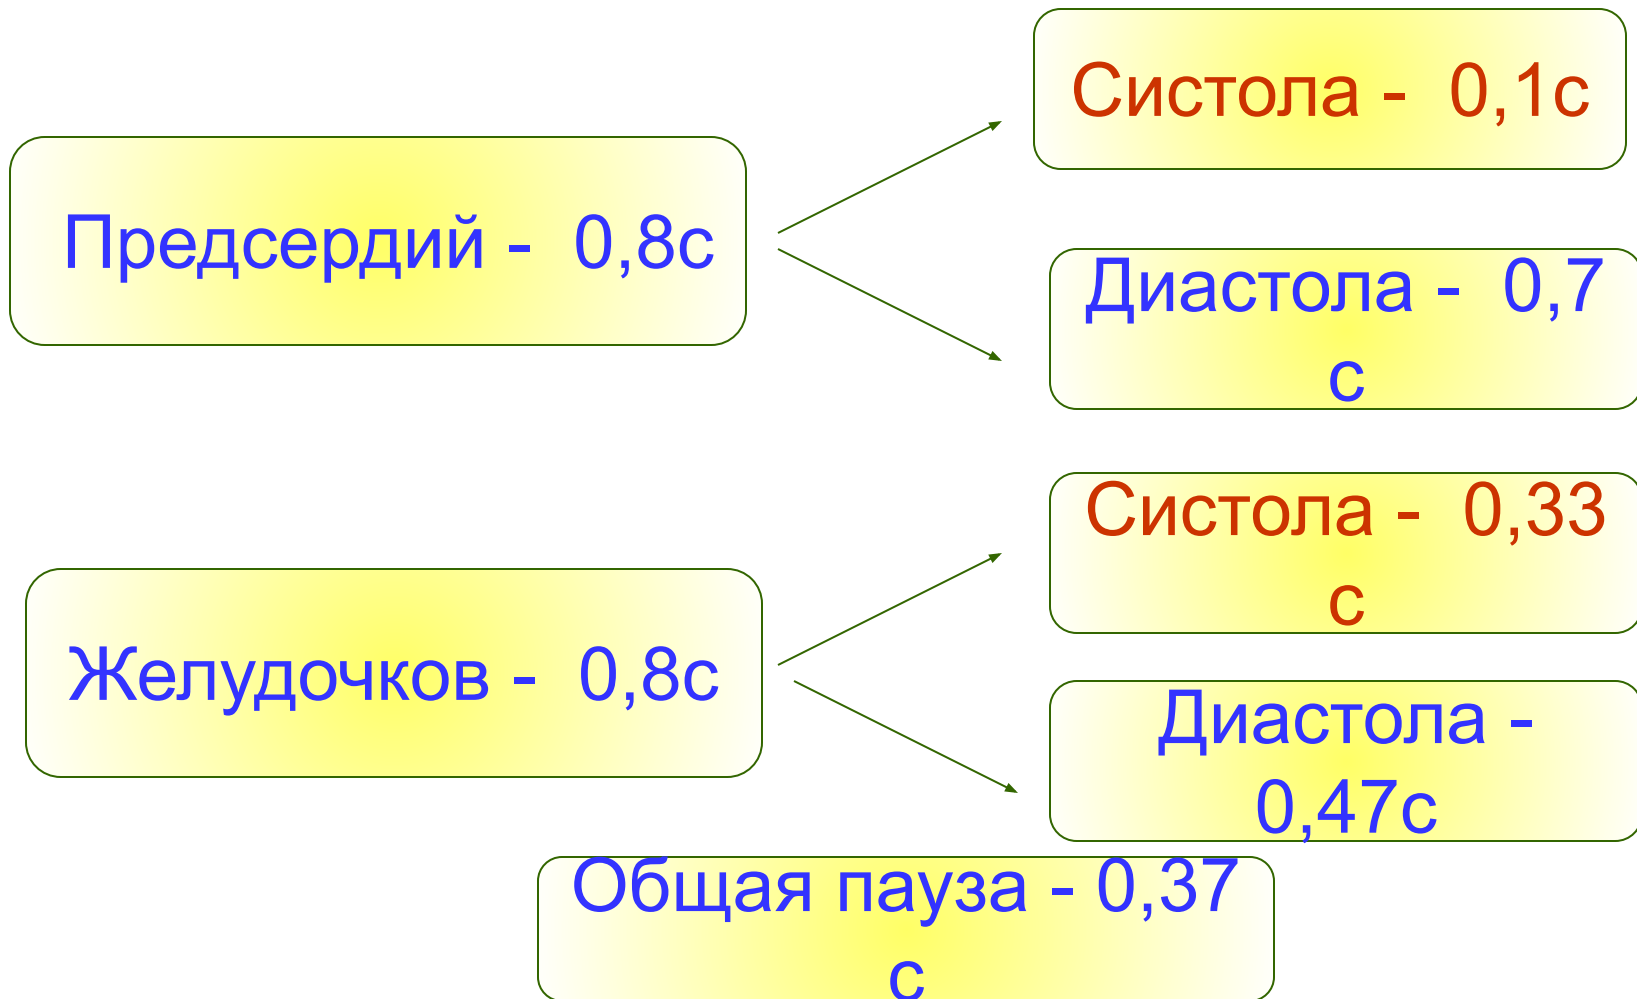 Систола - 0,1с
Предсердий - 0,8с
Диастола - 0,7
с
Систола - 0,33
с
Желудочков - 0,8с
Диастола -
0,47с
Общая пауза - 0,37
с